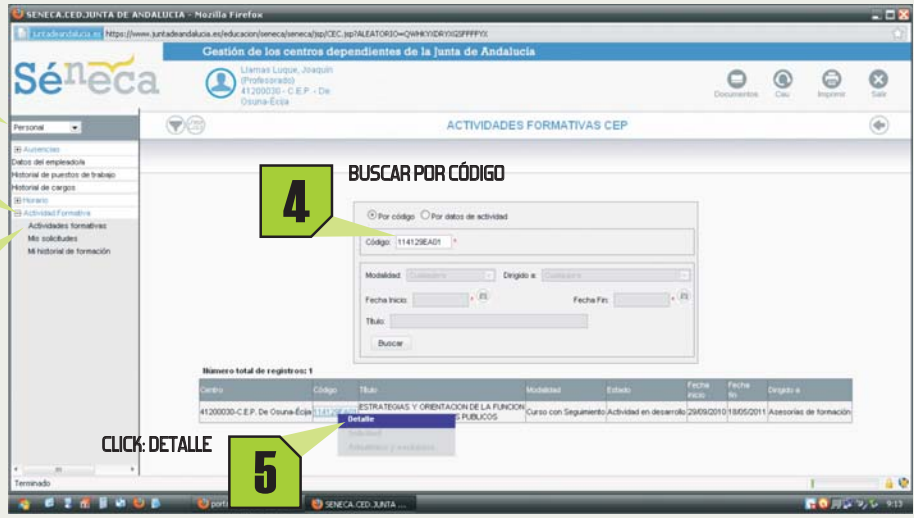 SENECA.CED.JUNTA DE ANDALUCIA - Mozilla Firefox
juntadeandalucia.es https://www.juntadeandalucia.es/educacion/seneca/seneca/jsp/CEC.jsp?
Gestión de los centros dependientes de la Junta de Andalucía
Séneca
Llamas Luque, Joaquín
(Profesorado)
41200030 - C.E.P. - De
Osuna-Écija
Documentos Cau Imprimir Salir
Personal
ACTIVIDADES FORMATIVAS CEP
Ausencias
Datos del empleado/a
Historial de puestos de trabajo
Historial de cargos
Horario
Actividad Formativa
Actividades formativas
Mis solicitudes
Mi historial de formación
4
BUSCAR POR CÓDIGO
Por código Por datos de actividad
Código: 114129EA01 *
Modalidad: Cualquiera Dirigido a: Cualquiera
Fecha Inicio: * Fecha Fin: *
Título:
Buscar
Número total de registros: 1
Centro Código Título Modalidad Estado Fecha inicio Fecha fin Dirigido a
41200030-C.E.P. De Osuna-Écija 114129EA01 ESTRATEGIAS Y ORIENTACION DE LA FUNCION
PUBLICOS Curso con Seguimiento Actividad en desarrollo 29/09/2010 18/05/2011 Asesorías de formación
Detalle
Solicitud
CLICK: DETALLE
5
Terminado
SENECA.CED.JUNTA ...
9:13